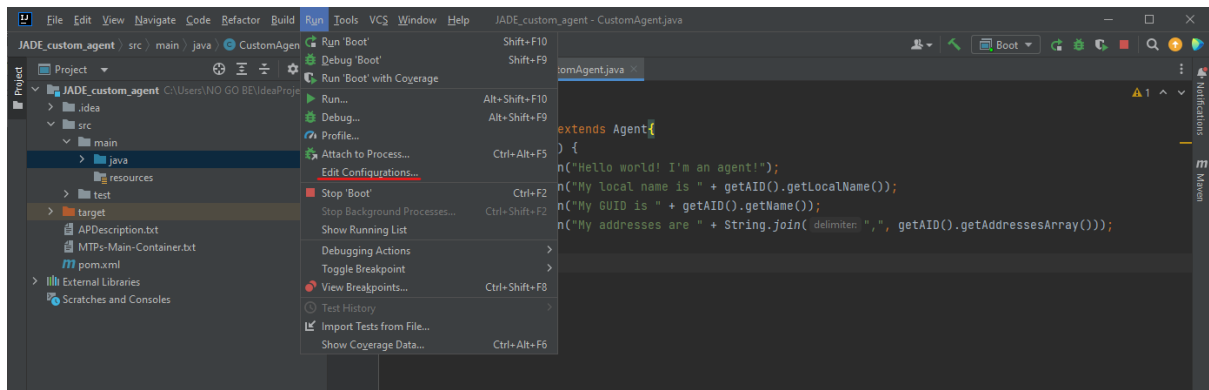 File Edit View Navigate Code Refactor Build Run Tools VCS Window Help JADE_custom_agent - CustomAgent.java
JADE_custom_agent src main java CustomAgen
Boot
Project
omAgent.java
Project
JADE_custom_agent C:\Users\NO GO BE\IdeaProje
.idea
src
main
java
resources
test
target
APDescription.txt
MTPs-Main-Container.txt
pom.xml
External Libraries
Scratches and Consoles
Run 'Boot' Shift+F10
Debug 'Boot' Shift+F9
Run 'Boot' with Coverage
Run... Alt+Shift+F10
Debug... Alt+Shift+F9
Profile...
Attach to Process... Ctrl+Alt+F5
Edit Configurations...
Stop 'Boot' Ctrl+F2
Stop Background Processes... Ctrl+Shift+F2
Show Running List
Debugging Actions
Toggle Breakpoint
View Breakpoints... Ctrl+Shift+F8
Test History
Import Tests from File...
Show Coverage Data... Ctrl+Alt+F6
1
extends Agent{
) {
n("Hello world! I'm an agent!");
n("My local name is " + getAID().getLocalName());
n("My GUID is " + getAID().getName());
n("My addresses are " + String.join( delimiter: ",", getAID().getAddressesArray()));
Notifications
m
Maven